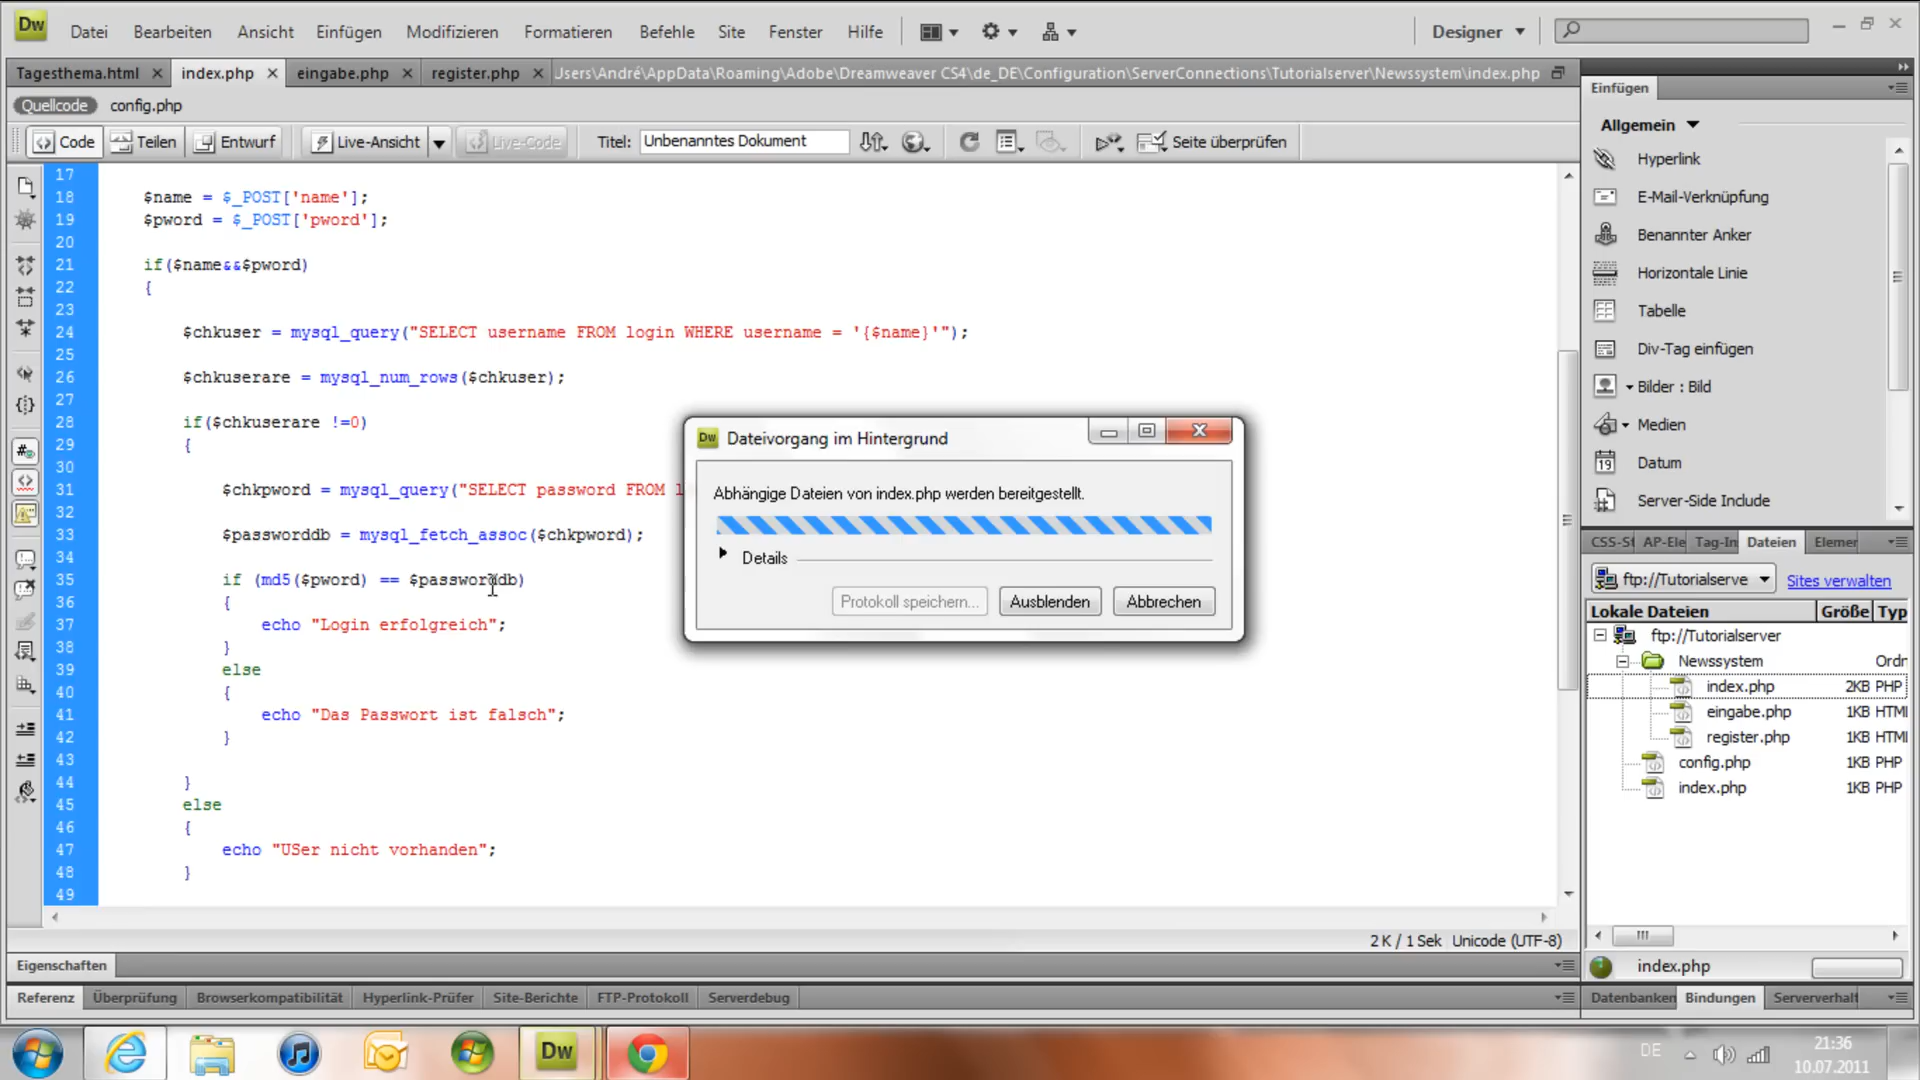 Dw Datei Bearbeiten Ansicht Einfügen Modifizieren Formatieren Befehle Site Fenster Hilfe Designer
Tagesthema.html index.php eingabe.php register.php Users\André\AppData\Roaming\Adobe\Dreamweaver CS4\de_DE\Configuration\ServerConnections\Tutorialserver\Newssystem\index.php
Quellcode config.php
Code Teilen Entwurf Live-Ansicht Live-Code Titel: Unbenanntes Dokument Seite überprüfen
17
18 $name = $_POST['name'];
19 $pword = $_POST['pword'];
20
21 if($name&&$pword)
22 {
23
24 $chkuser = mysql_query("SELECT username FROM login WHERE username = '{$name}'");
25
26 $chkuserare = mysql_num_rows($chkuser);
27
28 if($chkuserare !=0)
29 {
30
31 $chkpword = mysql_query("SELECT password FROM l
32
33 $passworddb = mysql_fetch_assoc($chkpword);
34
35 if (md5($pword) == $passworddb)
36 {
37 echo "Login erfolgreich";
38 }
39 else
40 {
41 echo "Das Passwort ist falsch";
42 }
43
44 }
45 else
46 {
47 echo "USer nicht vorhanden";
48 }
49
2 K / 1 Sek Unicode (UTF-8)
Dw Dateivorgang im Hintergrund
Abhängige Dateien von index.php werden bereitgestellt.
Details
Protokoll speichern... Ausblenden Abbrechen
Einfügen
Allgemein
Hyperlink
E-Mail-Verknüpfung
Benannter Anker
Horizontale Linie
Tabelle
Div-Tag einfügen
Bilder : Bild
Medien
19 Datum
Server-Side Include
CSS-St AP-Ele Tag-In Dateien Elemer
ftp://Tutorialserve Sites verwalten
Lokale Dateien Größe Typ
ftp://Tutorialserver
Newssystem Ordn
index.php 2KB PHP
eingabe.php 1KB HTMl
register.php 1KB HTMl
config.php 1KB PHP
index.php 1KB PHP
index.php
Datenbanken Bindungen Serververhalt
Eigenschaften
Referenz Überprüfung Browserkompatibilität Hyperlink-Prüfer Site-Berichte FTP-Protokoll Serverdebug
Dw
DE
21:36
10.07.2011